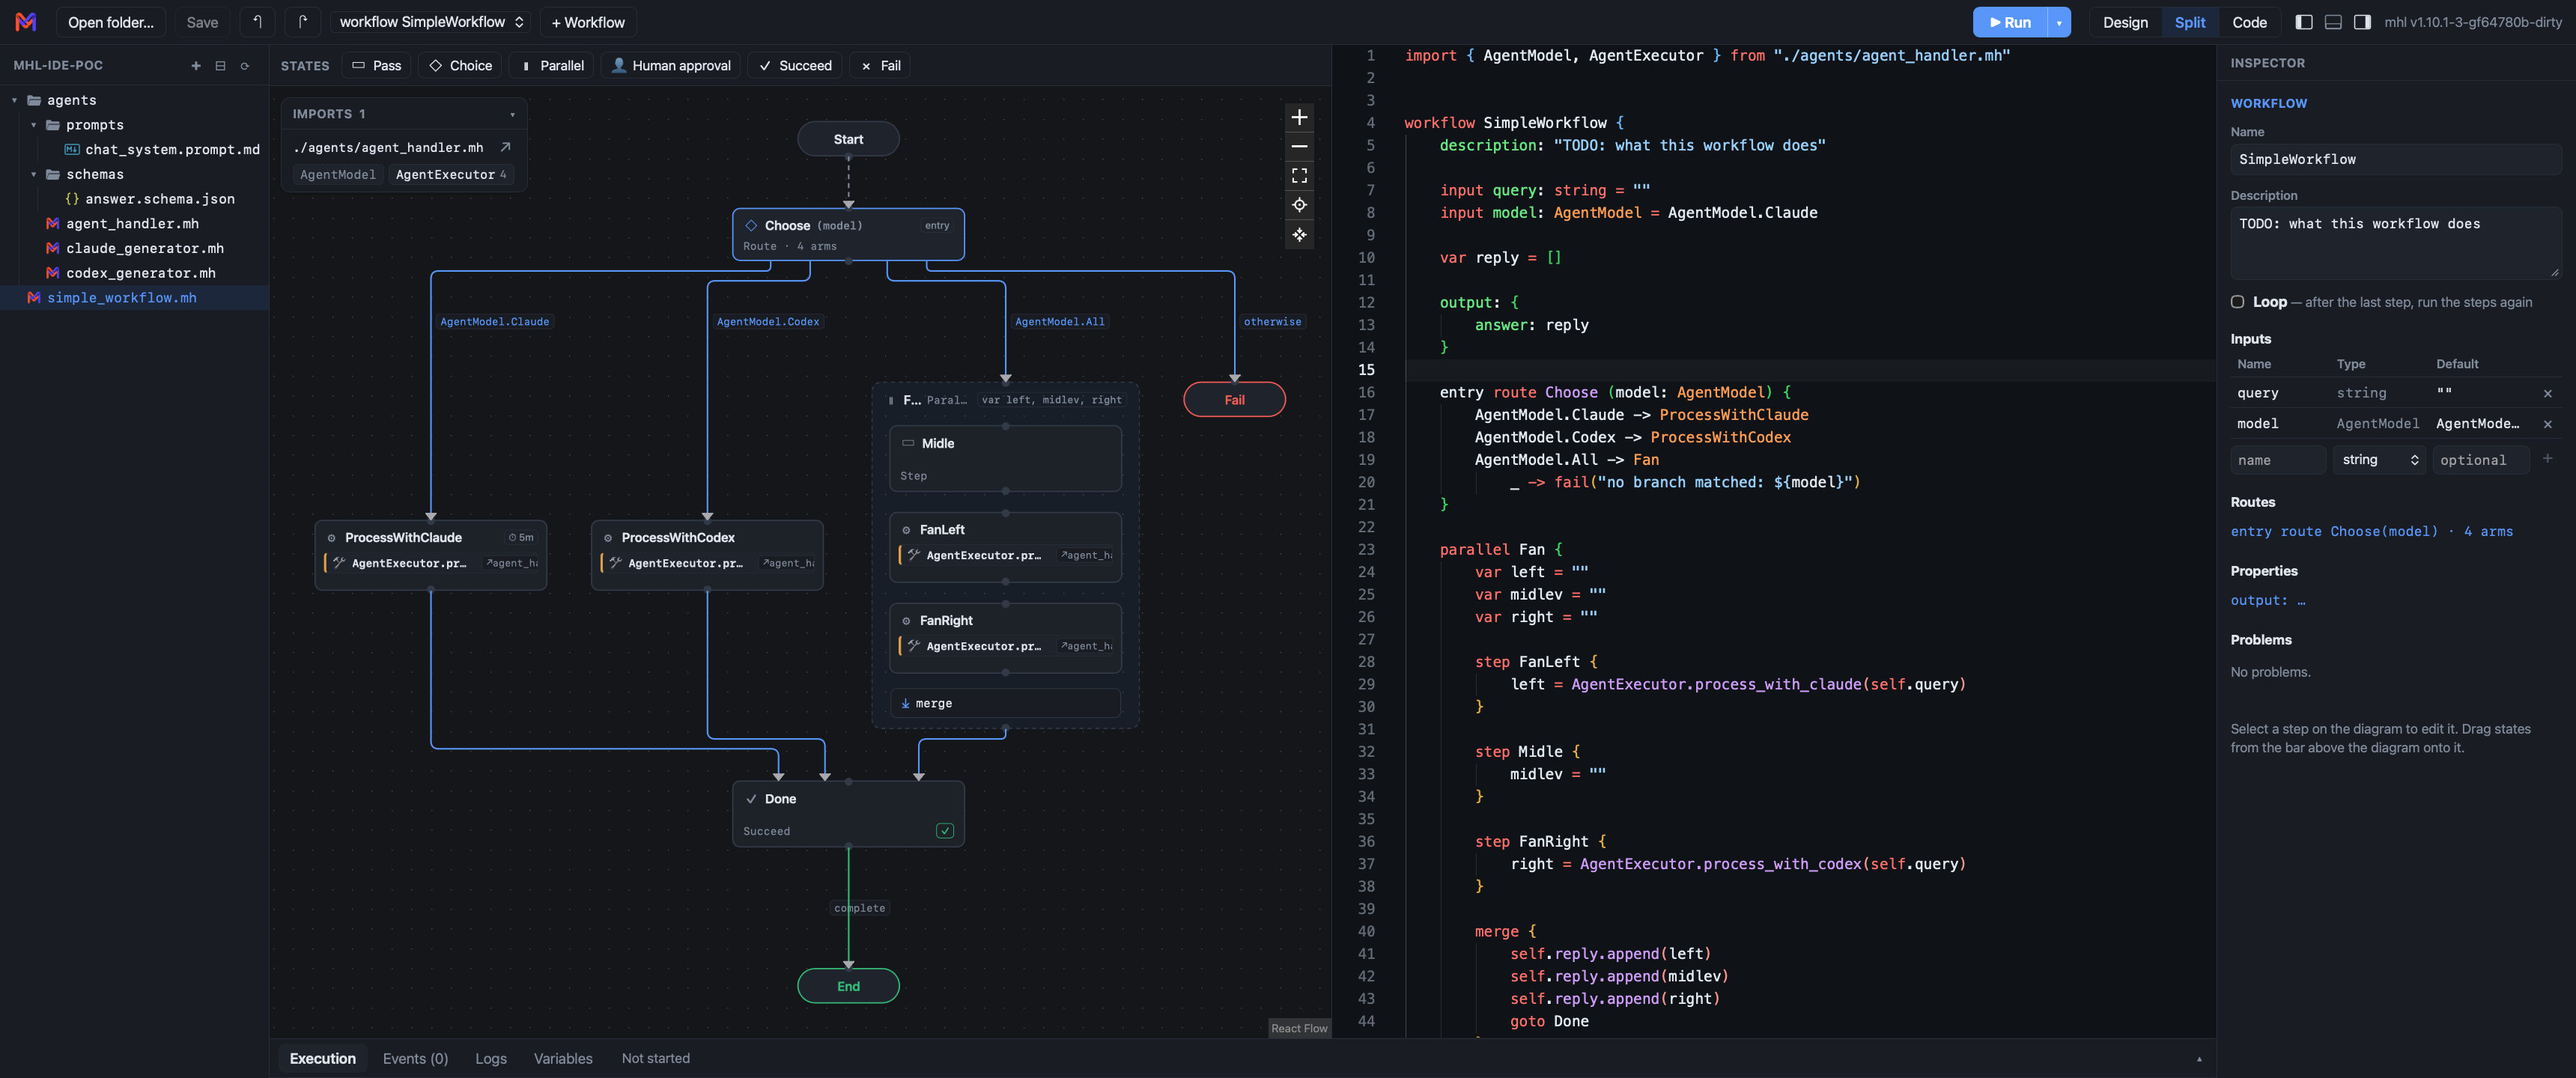 Open folder... Save workflow SimpleWorkflow + Workflow Run Design Split Code mhl v1.10.1-3-gf64780b-dirty
MHL-IDE-POC
agents
prompts
chat_system.prompt.md
schemas
{} answer.schema.json
agent_handler.mh
claude_generator.mh
codex_generator.mh
simple_workflow.mh
STATES Pass Choice Parallel Human approval Succeed Fail
IMPORTS 1
./agents/agent_handler.mh
AgentModel AgentExecutor 4
Start
Choose (model) entry
Route · 4 arms
AgentModel.Claude AgentModel.Codex AgentModel.All otherwise
F... Paral... var left, midlev, right
Fail
Midle
Step
FanLeft
AgentExecutor.pr... ↗agent_ha
ProcessWithClaude 5m
AgentExecutor.pr... ↗agent_ha
ProcessWithCodex
AgentExecutor.pr... ↗agent_ha
FanRight
AgentExecutor.pr... ↗agent_ha
merge
Done
Succeed
complete
End
React Flow
1 import { AgentModel, AgentExecutor } from "./agents/agent_handler.mh"
2
3
4 workflow SimpleWorkflow {
5 description: "TODO: what this workflow does"
6
7 input query: string = ""
8 input model: AgentModel = AgentModel.Claude
9
10 var reply = []
11
12 output: {
13 answer: reply
14 }
15
16 entry route Choose (model: AgentModel) {
17 AgentModel.Claude -> ProcessWithClaude
18 AgentModel.Codex -> ProcessWithCodex
19 AgentModel.All -> Fan
20 _ -> fail("no branch matched: ${model}")
21 }
22
23 parallel Fan {
24 var left = ""
25 var midlev = ""
26 var right = ""
27
28 step FanLeft {
29 left = AgentExecutor.process_with_claude(self.query)
30 }
31
32 step Midle {
33 midlev = ""
34 }
35
36 step FanRight {
37 right = AgentExecutor.process_with_codex(self.query)
38 }
39
40 merge {
41 self.reply.append(left)
42 self.reply.append(midlev)
43 self.reply.append(right)
44 goto Done
INSPECTOR
WORKFLOW
Name
SimpleWorkflow
Description
TODO: what this workflow does
Loop — after the last step, run the steps again
Inputs
Name Type Default
query string "" ×
model AgentModel AgentMode... ×
name string optional +
Routes
entry route Choose(model) · 4 arms
Properties
output: …
Problems
No problems.
Select a step on the diagram to edit it. Drag states
from the bar above the diagram onto it.
Execution Events (0) Logs Variables Not started